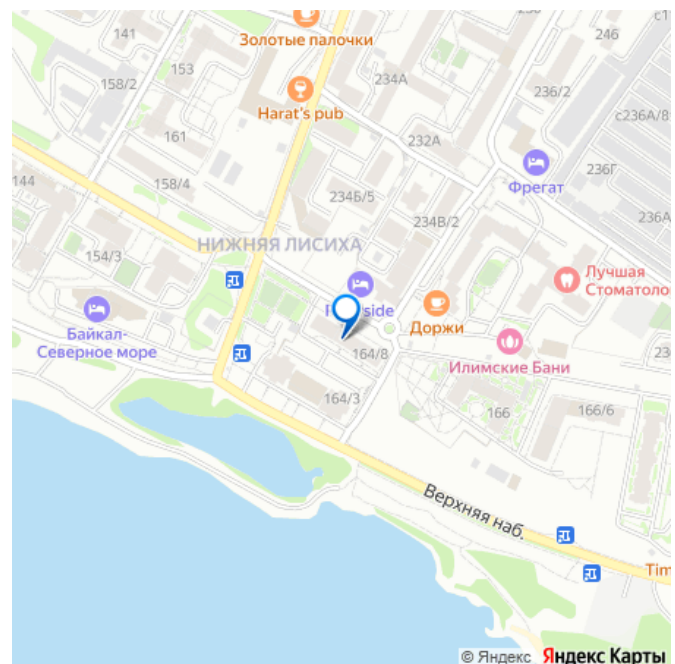 141
Золотые палочки
246
153
158/2
234А
236/2
с236А/8
Harat's pub
161
232А
236Г
Фрегат
144
158/4
234Б/5
236А
234В/2
НИЖНЯЯ ЛИСИХА
154/3
Лучшая
Стоматоло
Доржи
Байкал-
Северное море
164/8
Илимские Бани
164/3
166
166/6
Верхняя наб.
Tim
© Яндекс Яндекс Карты